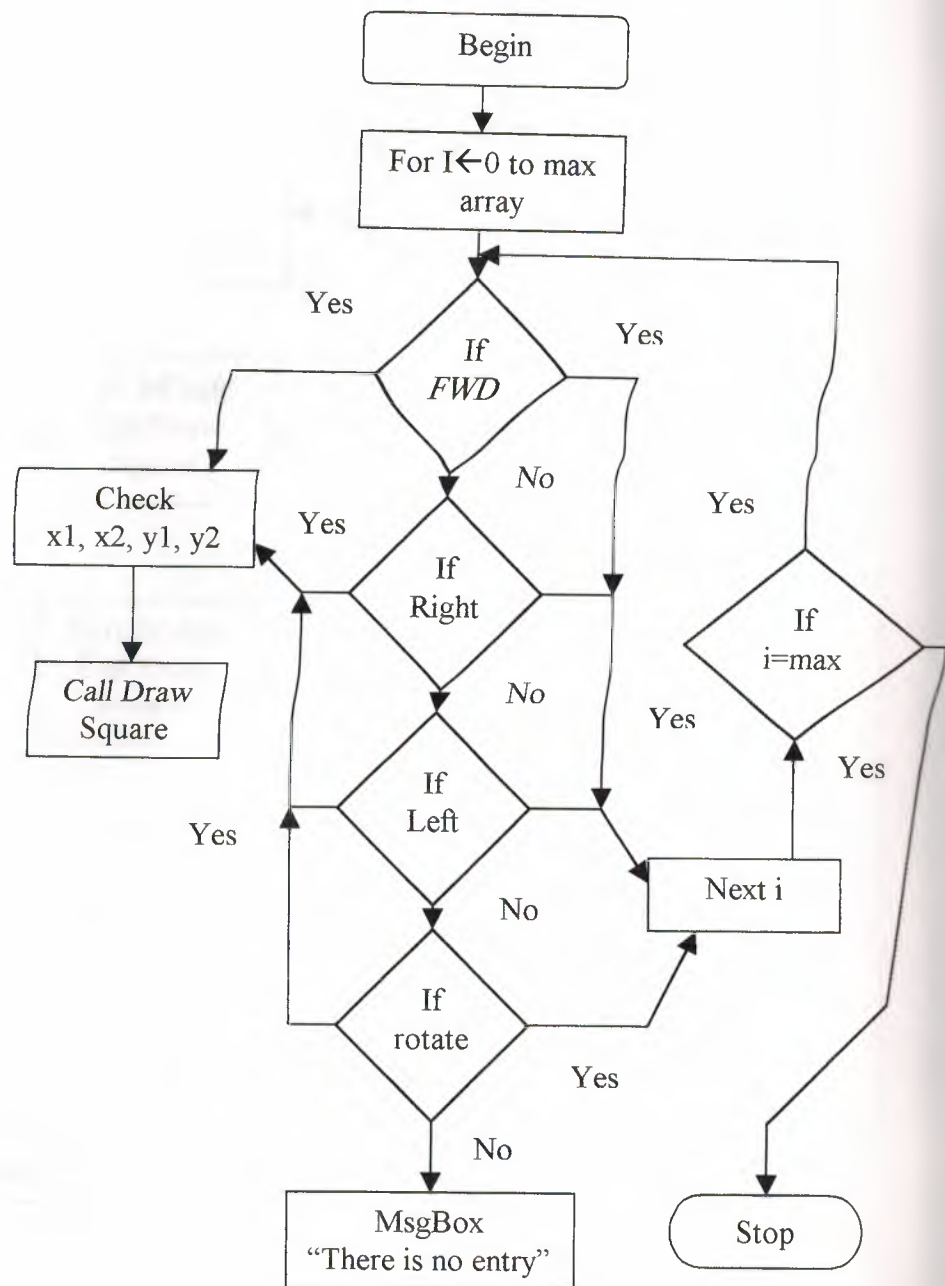 Begin
For I←0 to max
array
Yes
Yes
If
FWD
No
Check
x1, x2, y1, y2
Yes
Yes
If
Right
If
i=max
Call Draw
Square
No
Yes
Yes
If
Left
Yes
Next i
No
If
rotate
Yes
No
MsgBox
“There is no entry”
Stop